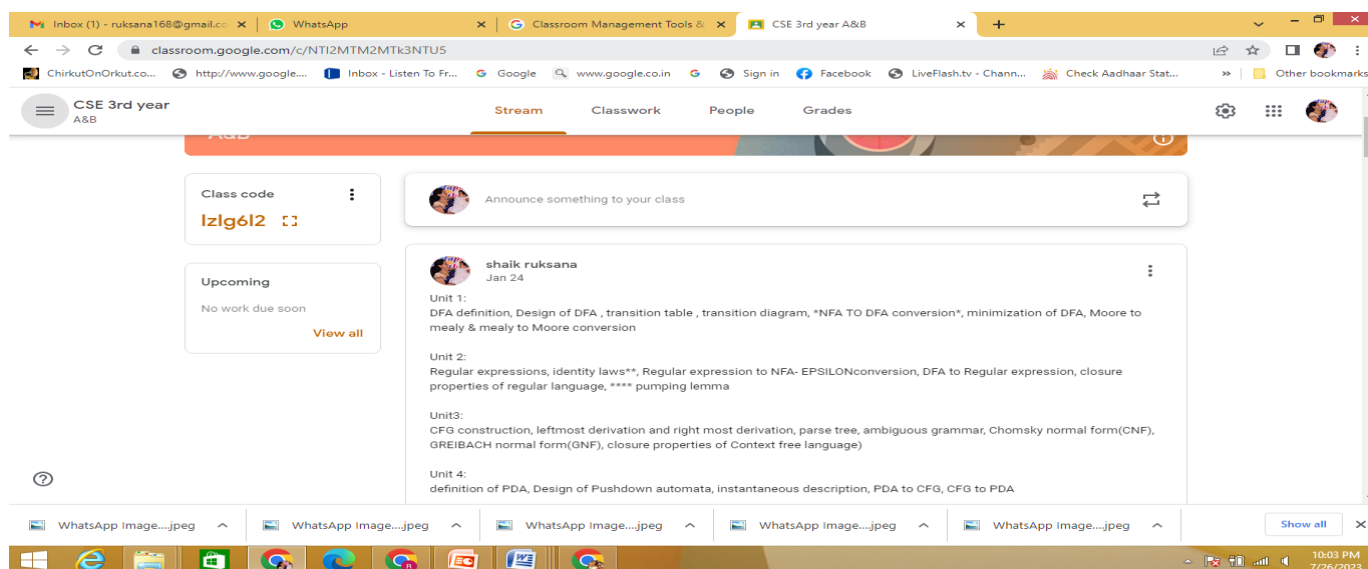 Inbox (1) - ruksana168@gmail.co
WhatsApp
Classroom Management Tools &
CSE 3rd year A&B
classroom.google.com/c/NTI2MTM2MTk3NTU5
ChirkutOnOrkut.co...
http://www.google....
Inbox - Listen To Fr...
Google
www.google.co.in
Sign in
Facebook
LiveFlash.tv - Chann...
Check Aadhaar Stat...
»
Other bookmarks
CSE 3rd year
A&B
Stream
Classwork
People
Grades
A&B
Class code
lzlg6l2
Announce something to your class
Upcoming
No work due soon
View all
shaik ruksana
Jan 24
Unit 1:
DFA definition, Design of DFA , transition table , transition diagram, *NFA TO DFA conversion*, minimization of DFA, Moore to
mealy & mealy to Moore conversion
Unit 2:
Regular expressions, identity laws**, Regular expression to NFA- EPSILONconversion, DFA to Regular expression, closure
properties of regular language, **** pumping lemma
Unit3:
CFG construction, leftmost derivation and right most derivation, parse tree, ambiguous grammar, Chomsky normal form(CNF),
GREIBACH normal form(GNF), closure properties of Context free language)
Unit 4:
definition of PDA, Design of Pushdown automata, instantaneous description, PDA to CFG, CFG to PDA
WhatsApp Image....jpeg
WhatsApp Image....jpeg
WhatsApp Image....jpeg
WhatsApp Image....jpeg
WhatsApp Image....jpeg
Show all
10:03 PM
7/26/2023